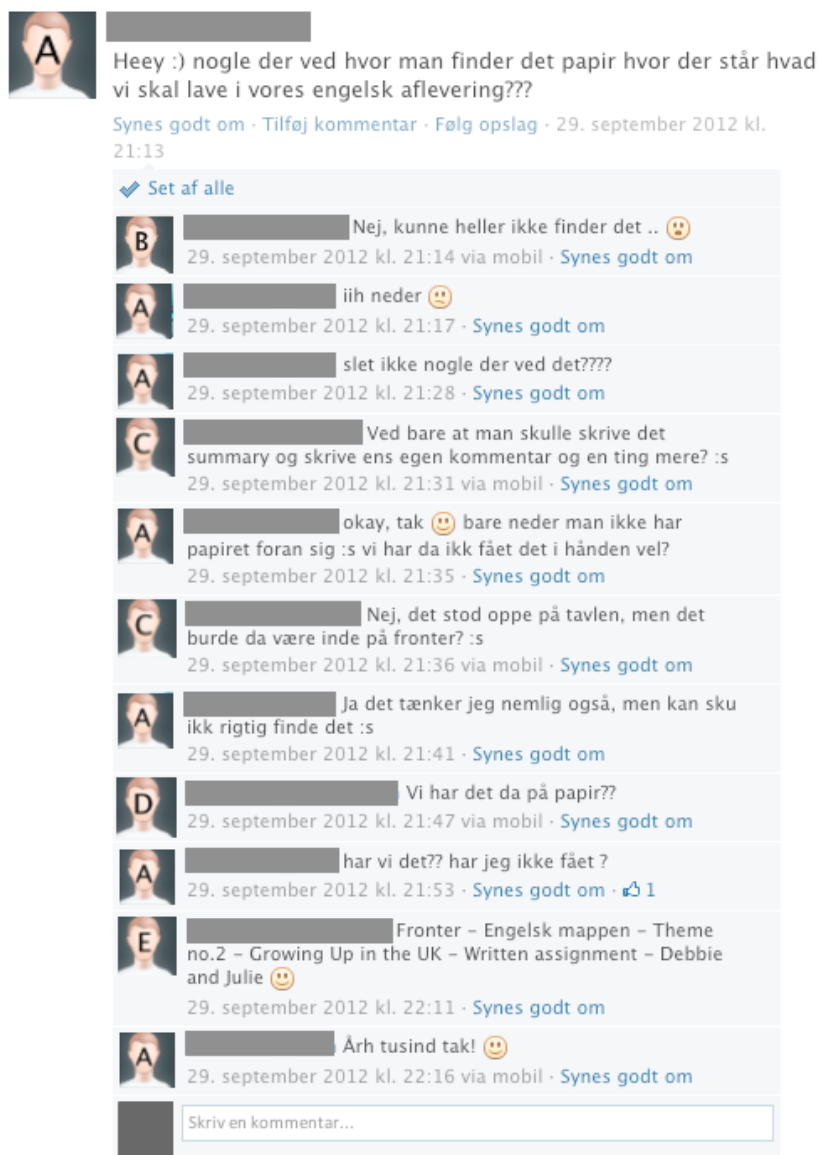 A
Heey :) nogle der ved hvor man finder det papir hvor der står hvad
vi skal lave i vores engelsk aflevering???
Synes godt om · Tilføj kommentar · Følg opslag · 29. september 2012 kl.
21:13
Set af alle
B
Nej, kunne heller ikke finder det ..
29. september 2012 kl. 21:14 via mobil · Synes godt om
A
iih neder
29. september 2012 kl. 21:17 · Synes godt om
A
slet ikke nogle der ved det????
29. september 2012 kl. 21:28 · Synes godt om
C
Ved bare at man skulle skrive det
summary og skrive ens egen kommentar og en ting mere? :s
29. september 2012 kl. 21:31 via mobil · Synes godt om
A
okay, tak bare neder man ikke har
papiret foran sig :s vi har da ikk fået det i hånden vel?
29. september 2012 kl. 21:35 · Synes godt om
C
Nej, det stod oppe på tavlen, men det
burde da være inde på fronter? :s
29. september 2012 kl. 21:36 via mobil · Synes godt om
A
Ja det tænker jeg nemlig også, men kan sku
ikk rigtig finde det :s
29. september 2012 kl. 21:41 · Synes godt om
D
Vi har det da på papir??
29. september 2012 kl. 21:47 via mobil · Synes godt om
A
har vi det?? har jeg ikke fået ?
29. september 2012 kl. 21:53 · Synes godt om · 1
E
Fronter – Engelsk mappen – Theme
no.2 – Growing Up in the UK – Written assignment – Debbie
and Julie
29. september 2012 kl. 22:11 · Synes godt om
A
Årh tusind tak!
29. september 2012 kl. 22:16 via mobil · Synes godt om
Skriv en kommentar...